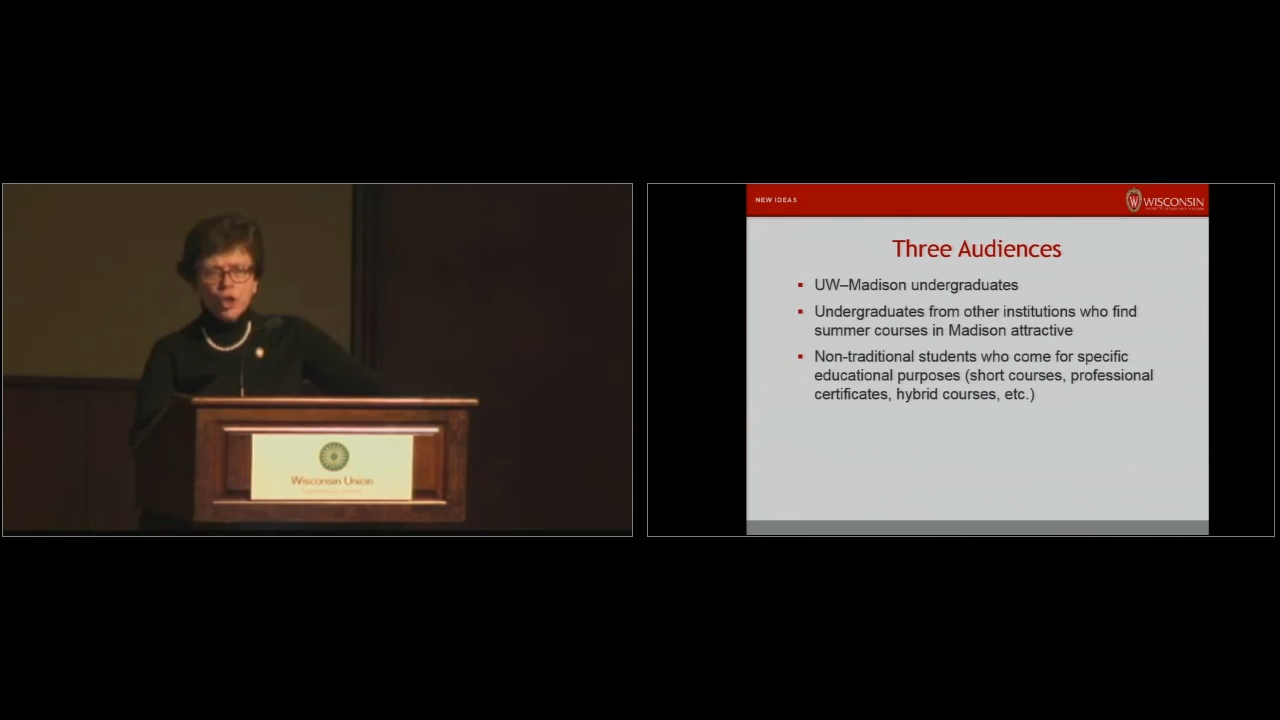 Wisconsin Union
NEW IDEAS
WISCONSIN
Three Audiences
▪ UW–Madison undergraduates
▪ Undergraduates from other institutions who find
summer courses in Madison attractive
▪ Non-traditional students who come for specific
educational purposes (short courses, professional
certificates, hybrid courses, etc.)